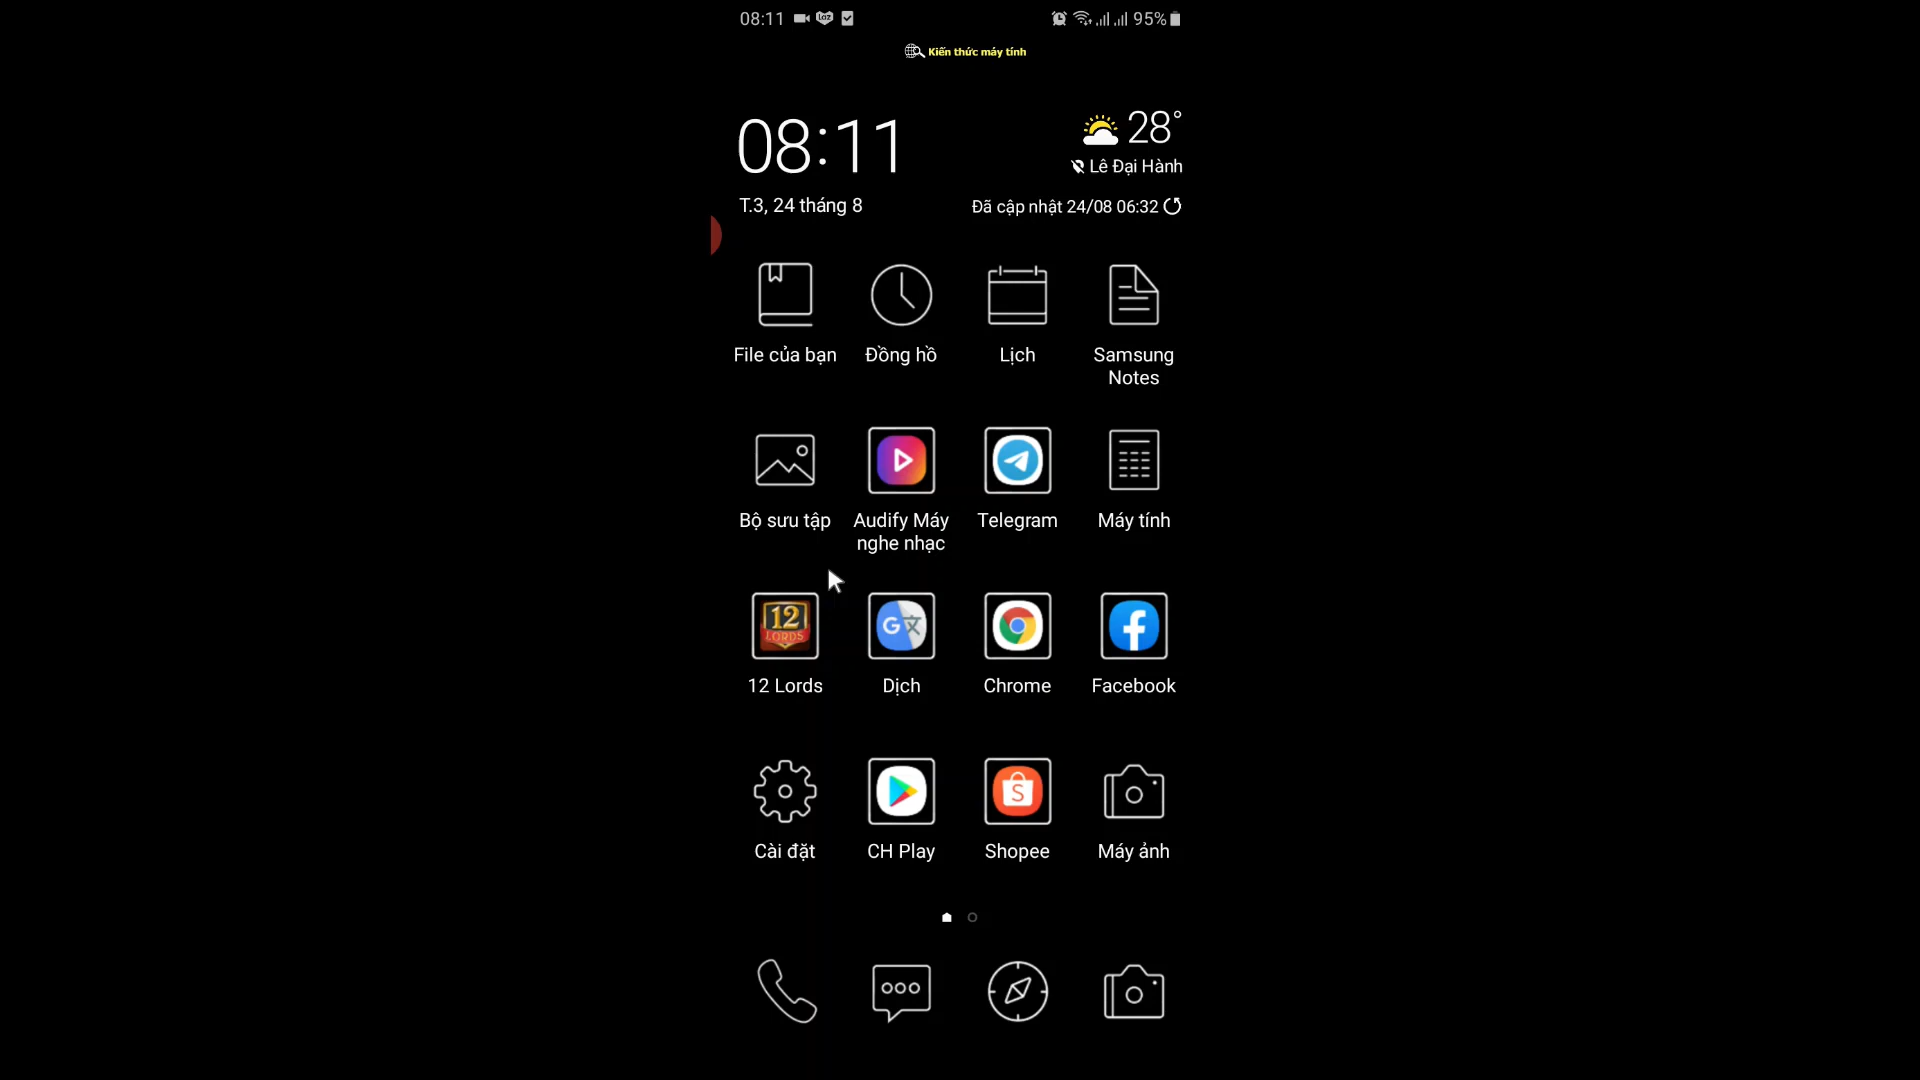 08:11 Laz 95%
Kiến thức máy tính
08:11
28°
Lê Đại Hành
T.3, 24 tháng 8
Đã cập nhật 24/08 06:32
File của bạn Đồng hồ Lịch Samsung Notes
Bộ sưu tập Audify Máy nghe nhạc Telegram Máy tính
12 LORDS G 文
12 Lords Dịch Chrome Facebook
S
Cài đặt CH Play Shopee Máy ảnh